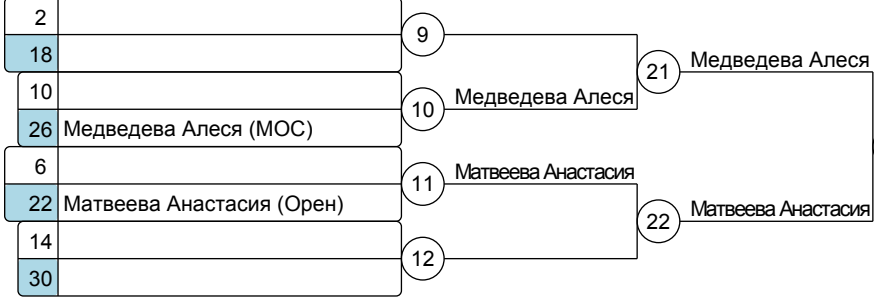 2
18
9
21
Медведева Алеся
10
26 Медведева Алеся (МОС)
10
Медведева Алеся
6
22 Матвеева Анастасия (Орен)
11
Матвеева Анастасия
22
Матвеева Анастасия
14
30
12